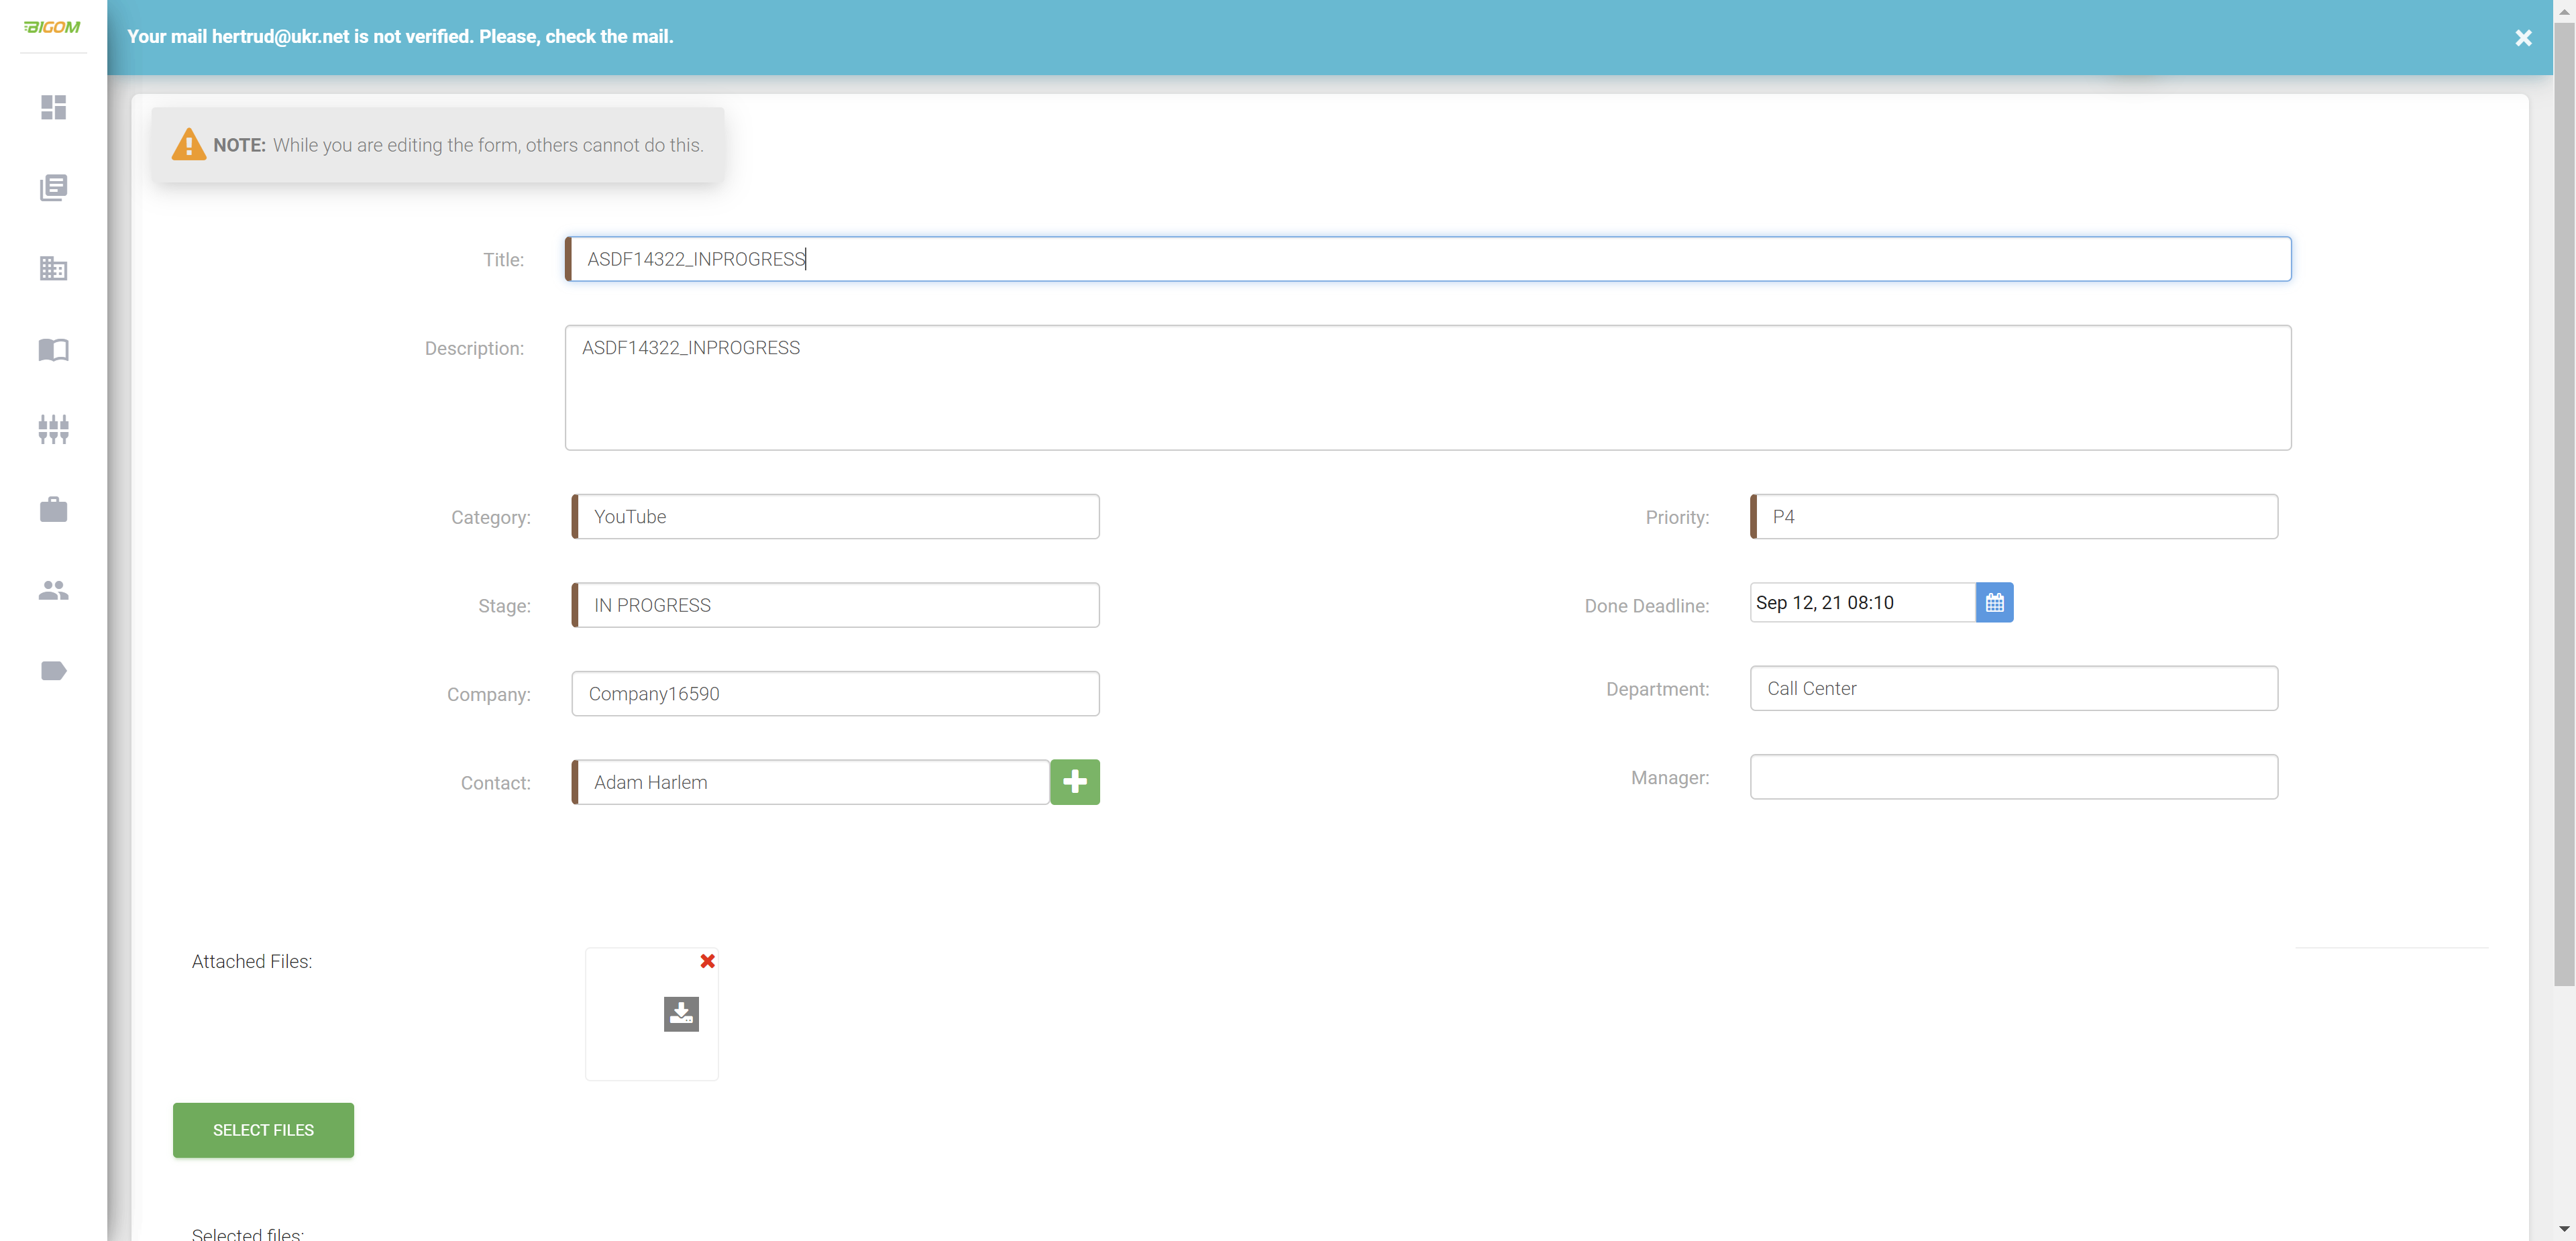 BIGOM
Your mail hertrud@ukr.net is not verified. Please, check the mail.
NOTE: While you are editing the form, others cannot do this.
Title: ASDF14322_INPROGRESS
Description: ASDF14322_INPROGRESS
Category: YouTube
Priority: P4
Stage: IN PROGRESS
Done Deadline: Sep 12, 21 08:10
Company: Company16590
Department: Call Center
Contact: Adam Harlem
Manager:
Attached Files:
SELECT FILES
Selected files: